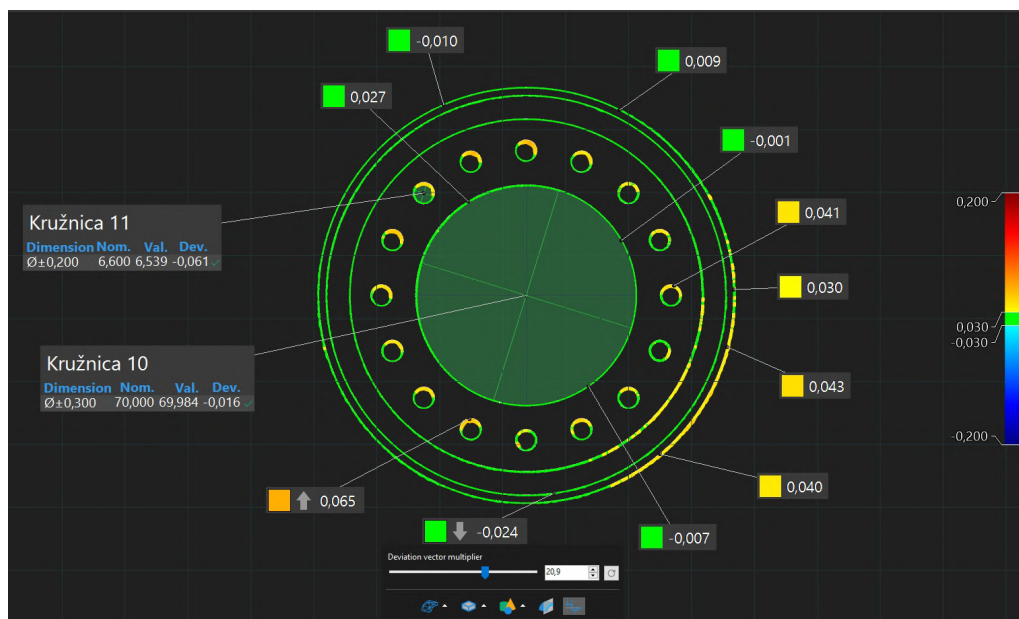 -0,010
0,009
0,027
-0,001
0,200
0,041
Kružnica 11
Dimension Nom. Val. Dev.
Ø±0,200 6,600 6,539 -0,061
0,030
0,030
-0,030
Kružnica 10
Dimension Nom. Val. Dev.
Ø±0,300 70,000 69,984 -0,016
0,043
-0,200
0,040
0,065
-0,024
-0,007
Deviation vector multiplier
20,9